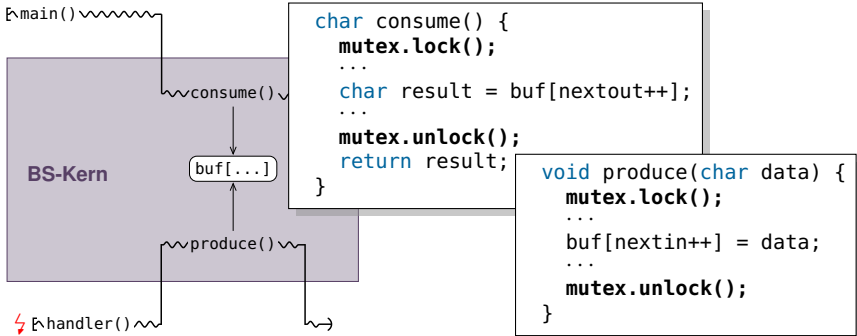 main()
consume()
buf[...]
BS-Kern
produce()
handler()
char consume() {
mutex.lock();
...
char result = buf[nextout++];
...
mutex.unlock();
return result;
}
void produce(char data) {
mutex.lock();
...
buf[nextin++] = data;
...
mutex.unlock();
}